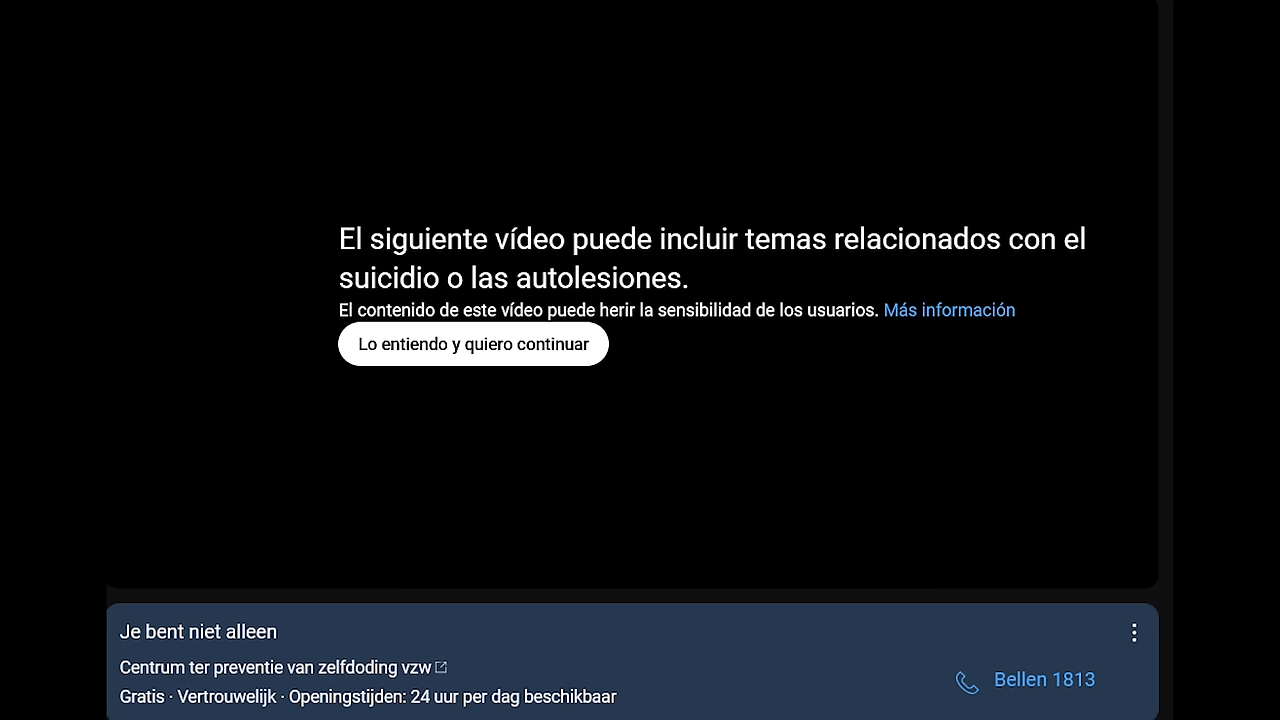 El siguiente vídeo puede incluir temas relacionados con el
suicidio o las autolesiones.
El contenido de este vídeo puede herir la sensibilidad de los usuarios. Más información
Lo entiendo y quiero continuar
Je bent niet alleen
Centrum ter preventie van zelfdoding vzw
Gratis · Vertrouwelijk · Openingstijden: 24 uur per dag beschikbaar
Bellen 1813